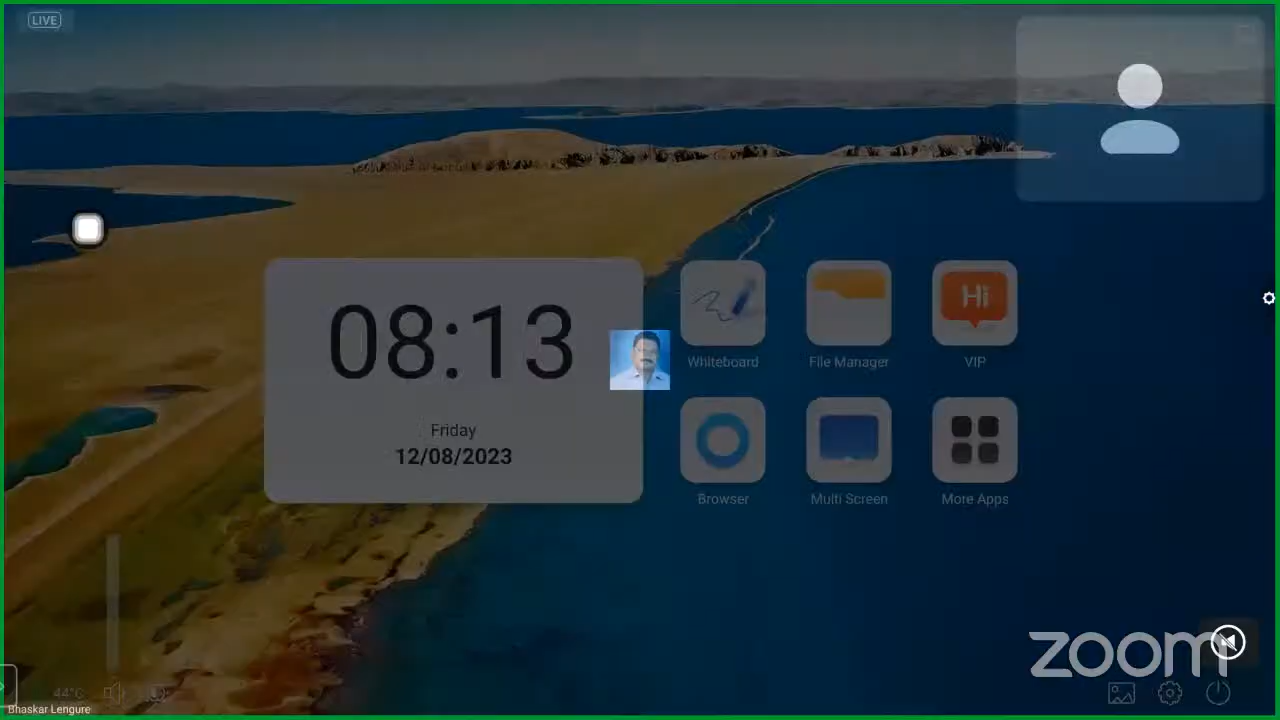 LIVE
08:13
Friday
12/08/2023
Whiteboard
File Manager
Hi
VIP
Browser
Multi Screen
More Apps
zoom
44°C
Bhaskar Lengure